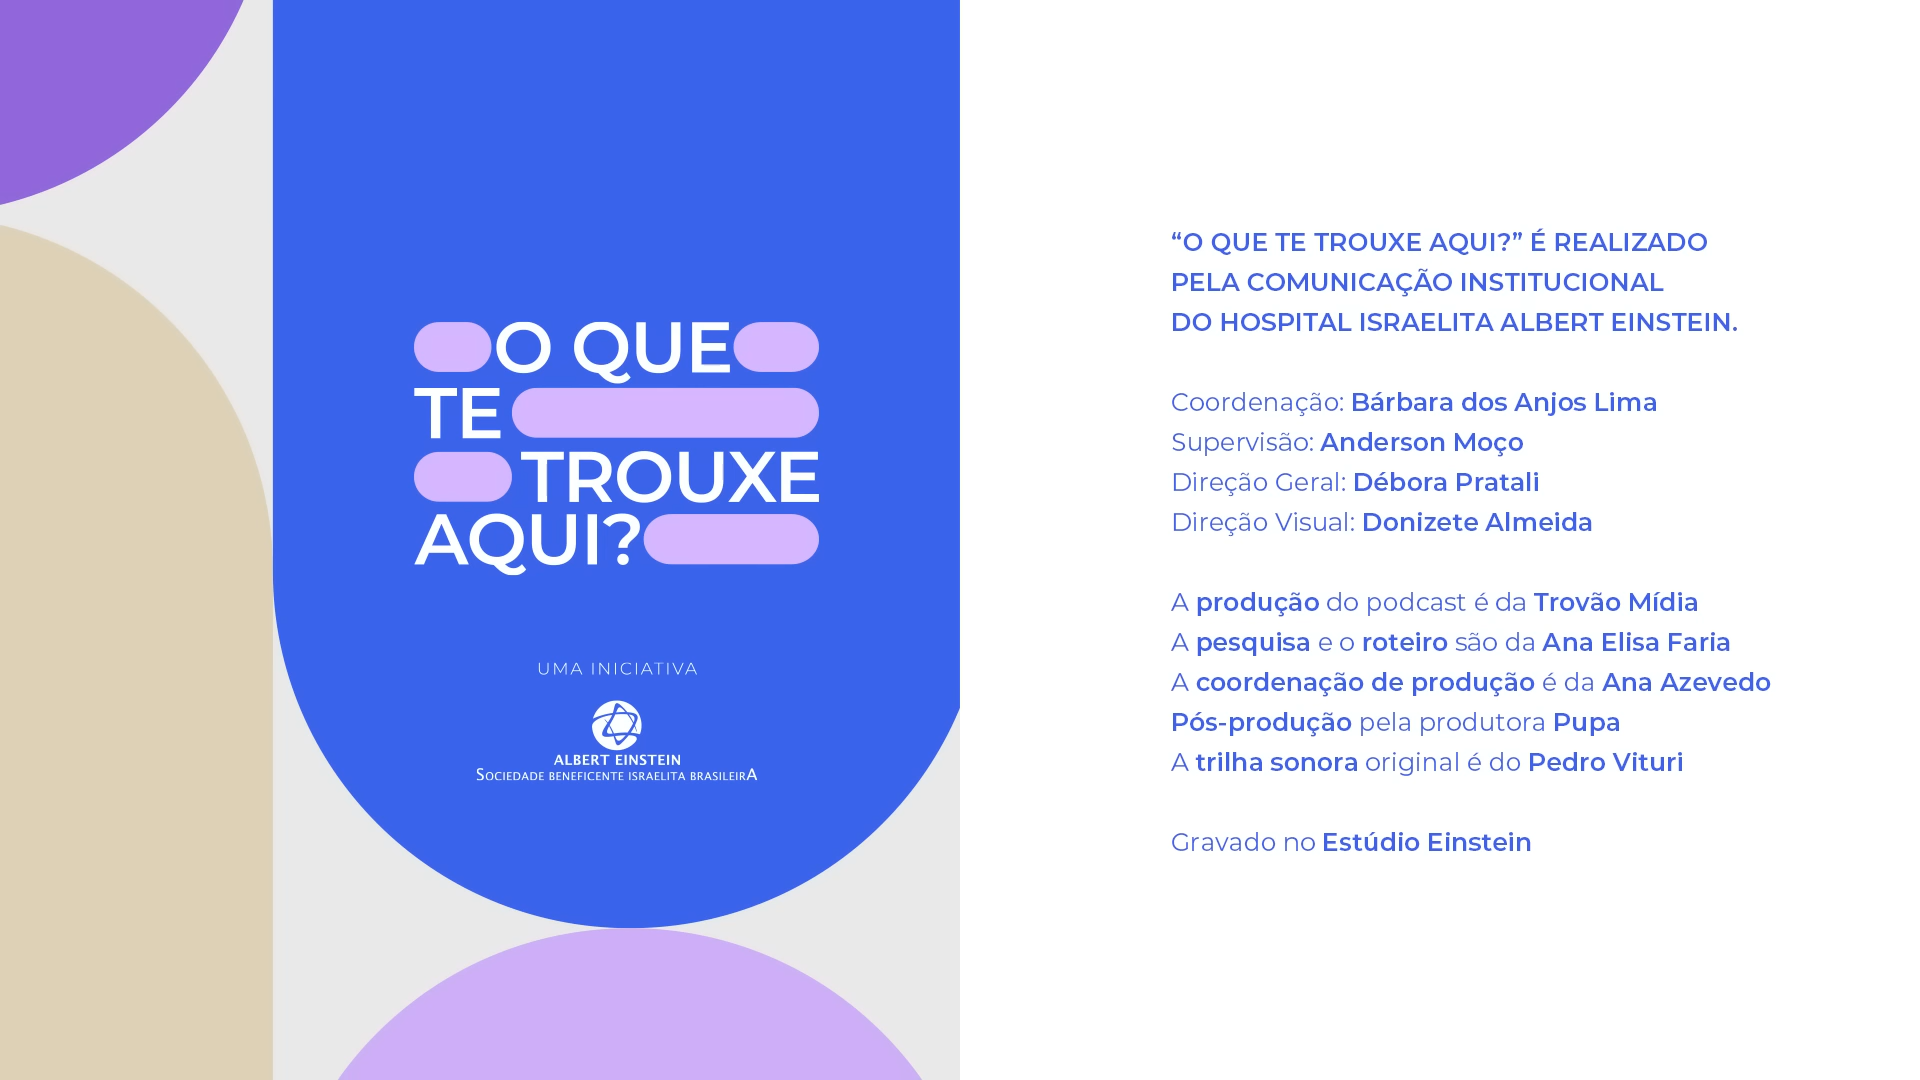 O QUE
TE
TROUXE
AQUI?
UMA INICIATIVA
ALBERT EINSTEIN
SOCIEDADE BENEFICENTE ISRAELITA BRASILEIRA
“O QUE TE TROUXE AQUI?” É REALIZADO
PELA COMUNICAÇÃO INSTITUCIONAL
DO HOSPITAL ISRAELITA ALBERT EINSTEIN.
Coordenação: Bárbara dos Anjos Lima
Supervisão: Anderson Moço
Direção Geral: Débora Pratali
Direção Visual: Donizete Almeida
A produção do podcast é da Trovão Mídia
A pesquisa e o roteiro são da Ana Elisa Faria
A coordenação de produção é da Ana Azevedo
Pós-produção pela produtora Pupa
A trilha sonora original é do Pedro Vituri
Gravado no Estúdio Einstein